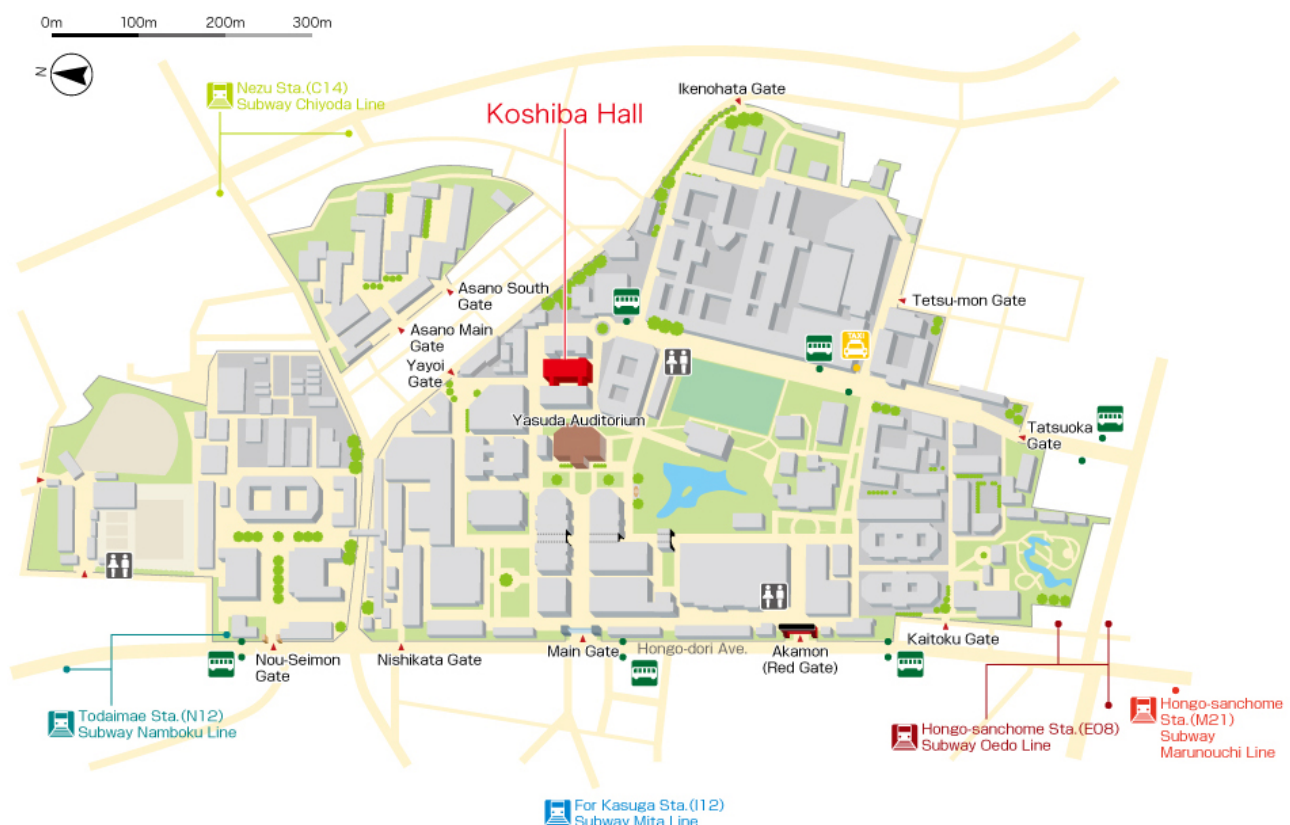 0m 100m 200m 300m
N
Nezu Sta.(C14)
Subway Chiyoda Line
Ikenohata Gate
Koshiba Hall
Asano South
Gate
Tetsu-mon Gate
Asano Main
Gate
TAXI
Yayoi
Gate
Yasuda Auditorium
Tatsuoka
Gate
Nou-Seimon
Gate
Nishikata Gate
Main Gate
Hongo-dori Ave.
Akamon
(Red Gate)
Kaitoku Gate
Todaimae Sta.(N12)
Subway Namboku Line
Hongo-sanchome Sta.(E08)
Subway Oedo Line
Hongo-sanchome
Sta.(M21)
Subway
Marunouchi Line
For Kasuga Sta.(I12)
Subway Mita Line